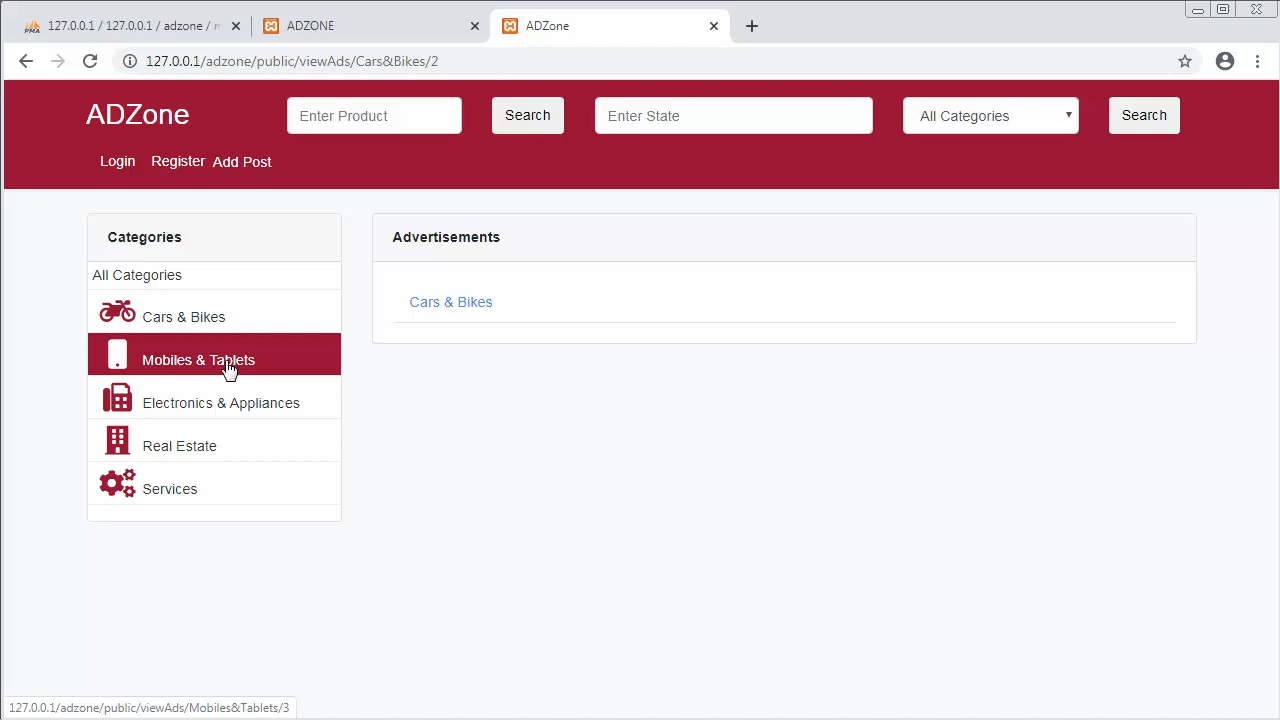 127.0.0.1 / 127.0.0.1 / adzone /
ADZONE
ADZone
127.0.0.1/adzone/public/viewAds/Cars&Bikes/2
ADZone
Enter Product
Search
Enter State
All Categories
Search
Login
Register
Add Post
Categories
All Categories
Cars & Bikes
Mobiles & Tablets
Electronics & Appliances
Real Estate
Services
Advertisements
Cars & Bikes
127.0.0.1/adzone/public/viewAds/Mobiles&Tablets/3